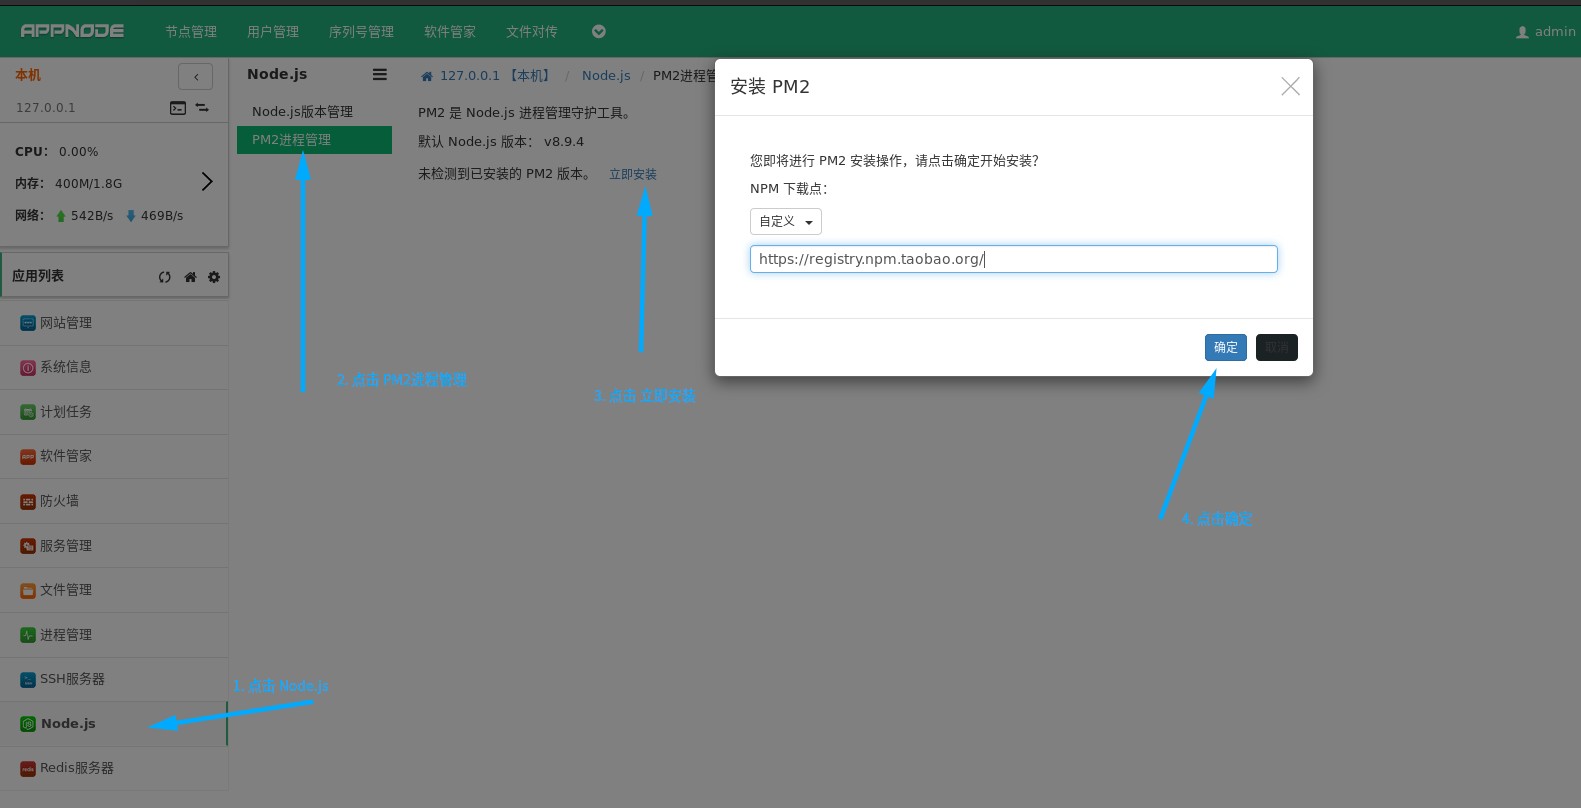 APPNODE 节点管理 用户管理 序列号管理 软件管家 文件对传 admin
本机
127.0.0.1
CPU: 0.00%
内存: 400M/1.8G
网络: 542B/s 469B/s
应用列表
网站管理
系统信息
计划任务
软件管家
防火墙
服务管理
文件管理
进程管理
SSH服务器
Node.js
Redis服务器
Node.js
Node.js版本管理
PM2进程管理
127.0.0.1 【本机】 / Node.js / PM2进程管
PM2 是 Node.js 进程管理守护工具。
默认 Node.js 版本： v8.9.4
未检测到已安装的 PM2 版本。 立即安装
安装 PM2
您即将进行 PM2 安装操作，请点击确定开始安装？
NPM 下载点：
自定义
https://registry.npm.taobao.org/
确定 取消
1. 点击 Node.js
2. 点击 PM2进程管理
3. 点击 立即安装
4. 点击确定